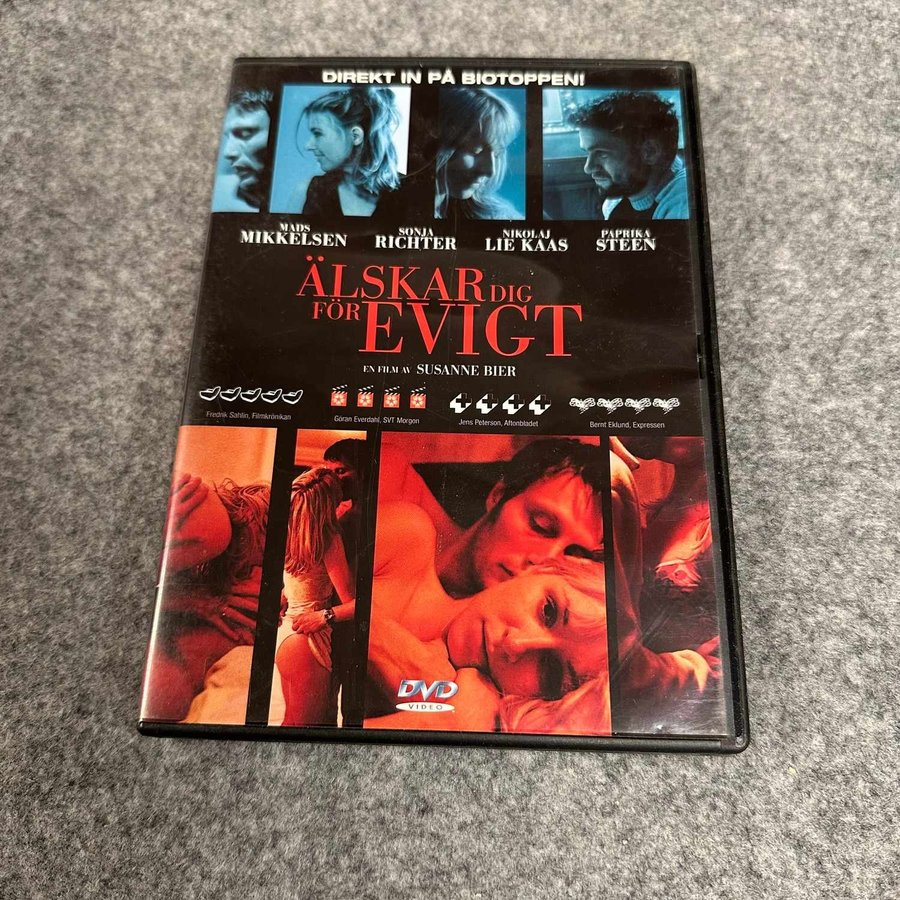 DIREKT IN PÅ BIOTOPPEN!
MADS MIKKELSEN
SONJA RICHTER
NIKOLAJ LIE KAAS
PAPRIKA STEEN
ÄLSKAR DIG
FÖR EVIGT
EN FILM AV SUSANNE BIER
Fredrik Sahlin, Filmkrönikan
Göran Everdahl, SVT Morgon
Jens Peterson, Aftonbladet
Bernt Eklund, Expressen
DVD
VIDEO